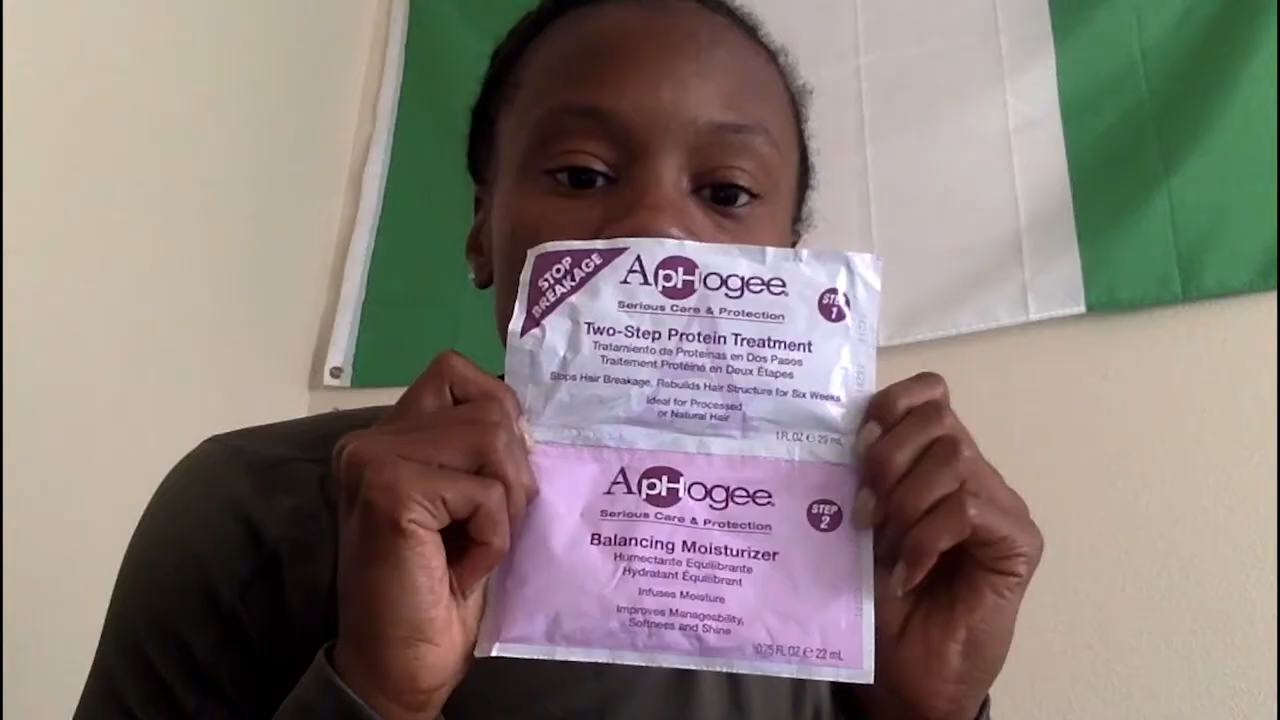 STOP
BREAKAGE
ApHogee
Serious Care & Protection
STEP
1
Two-Step Protein Treatment
Tratamiento de Proteinas en Dos Pasos
Traitement Protéiné en Deux Étapes
Stops Hair Breakage, Rebuilds Hair Structure for Six Weeks
Ideal for Processed
or Natural Hair
1 FL OZ ℮ 29 mL
ApHogee
Serious Care & Protection
STEP
2
Balancing Moisturizer
Humectante Equilibrante
Hydratant Équilibrant
Infuses Moisture
Improves Manageability,
Softness and Shine
0.75 FL OZ ℮ 22 mL